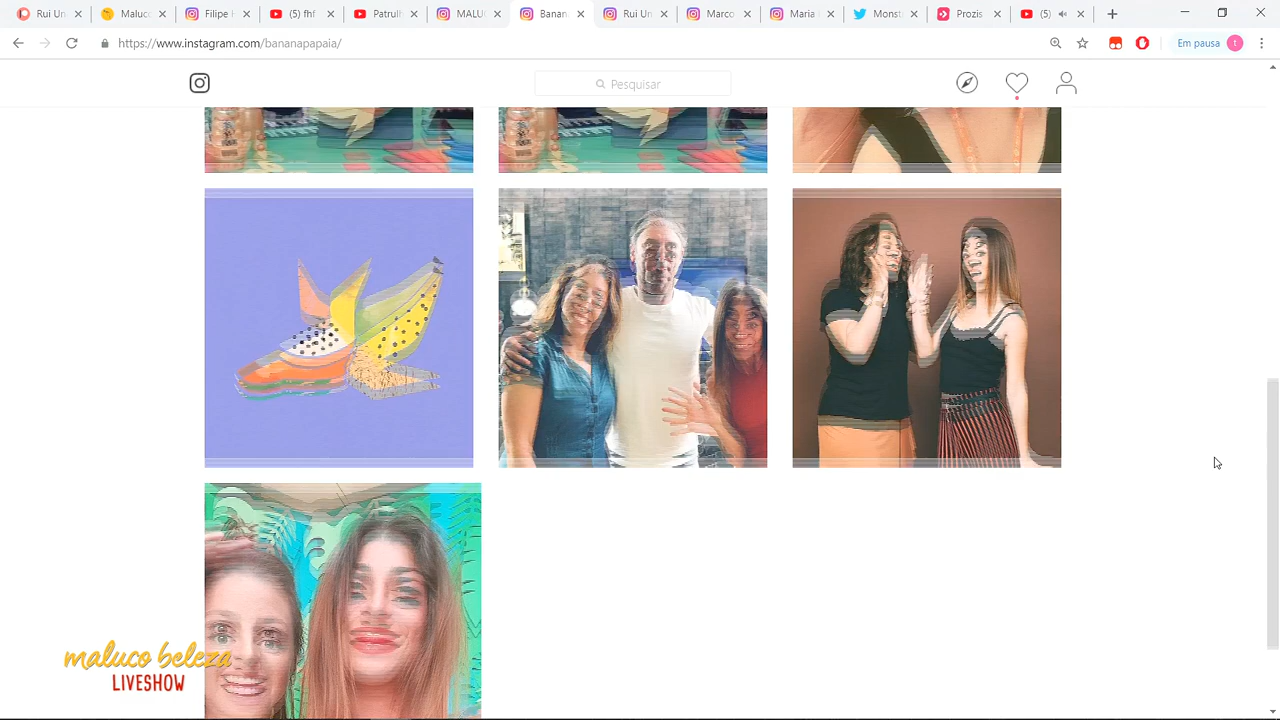 Rui Un
Maluc
Filipe H
(5) fhf
Patrulh
MALU
Banan
Rui Un
Marco
Maria
Monst
Prozis
(5)
https://www.instagram.com/bananapapaia/
Em pausa
t
Pesquisar
maluco beleza
LIVESHOW